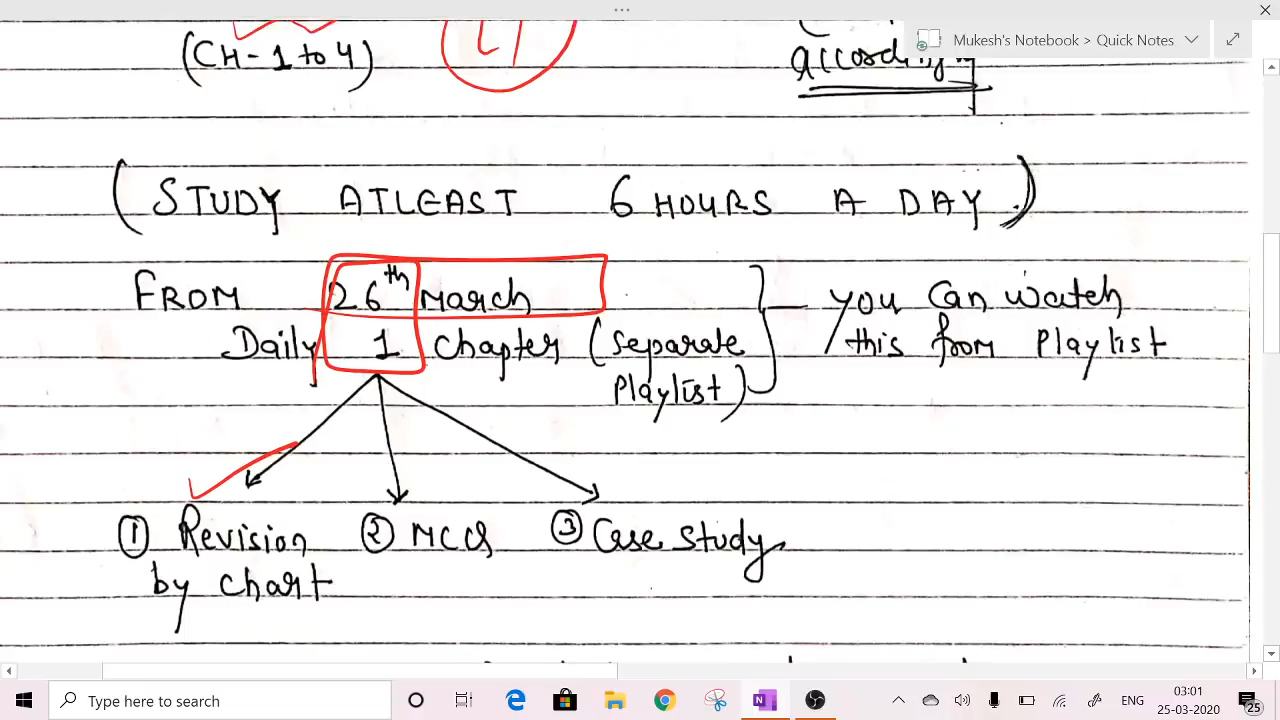 Mukesh's Notebook > Quick Notes
(CH-1 to 4)
according
(STUDY ATLEAST 6 HOURS A DAY)
FROM 26th March
Daily 1 chapter (separate
playlist)
you can watch
this from playlist
① Revision
by chart
② MCQ
③ Case study
Type here to search
ENG
03:01
25-03-2020
25